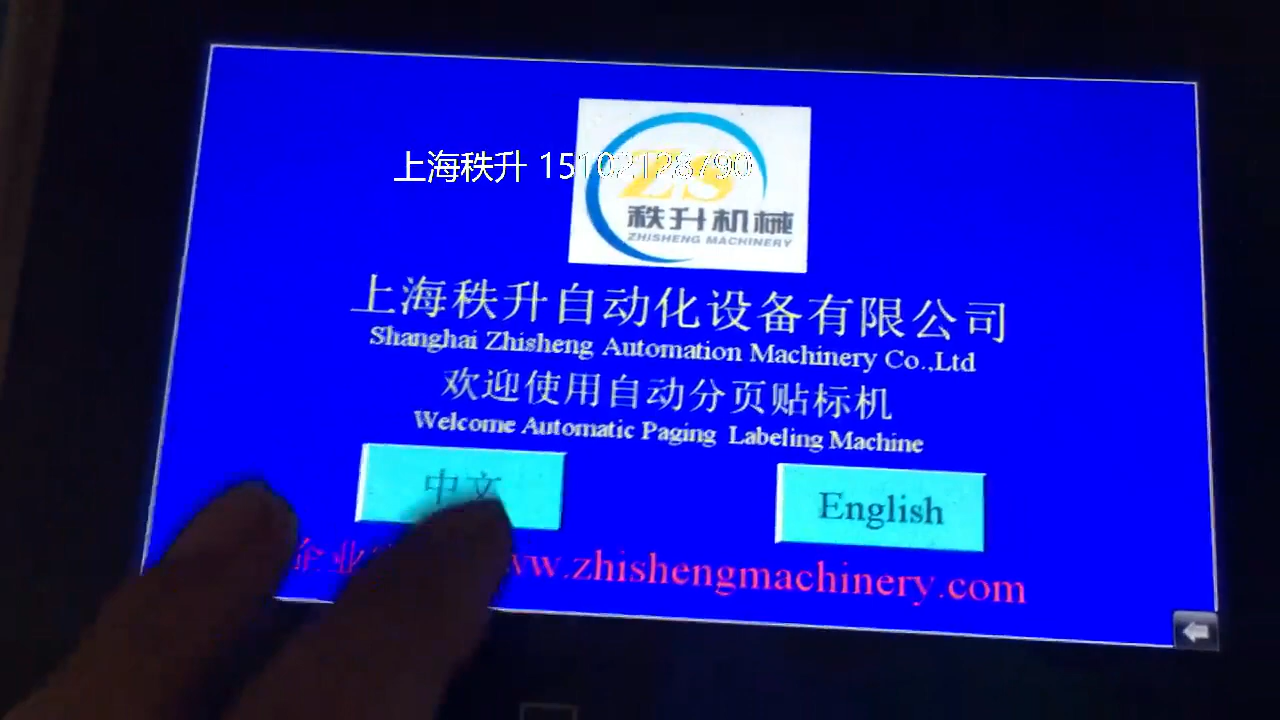 上海秩升 15102128790
ZS
秩升机械
ZHISHENG MACHINERY
上海秩升自动化设备有限公司
Shanghai Zhisheng Automation Machinery Co.,Ltd
欢迎使用自动分页贴标机
Welcome Automatic Paging Labeling Machine
中文
English
企业 www.zhishengmachinery.com